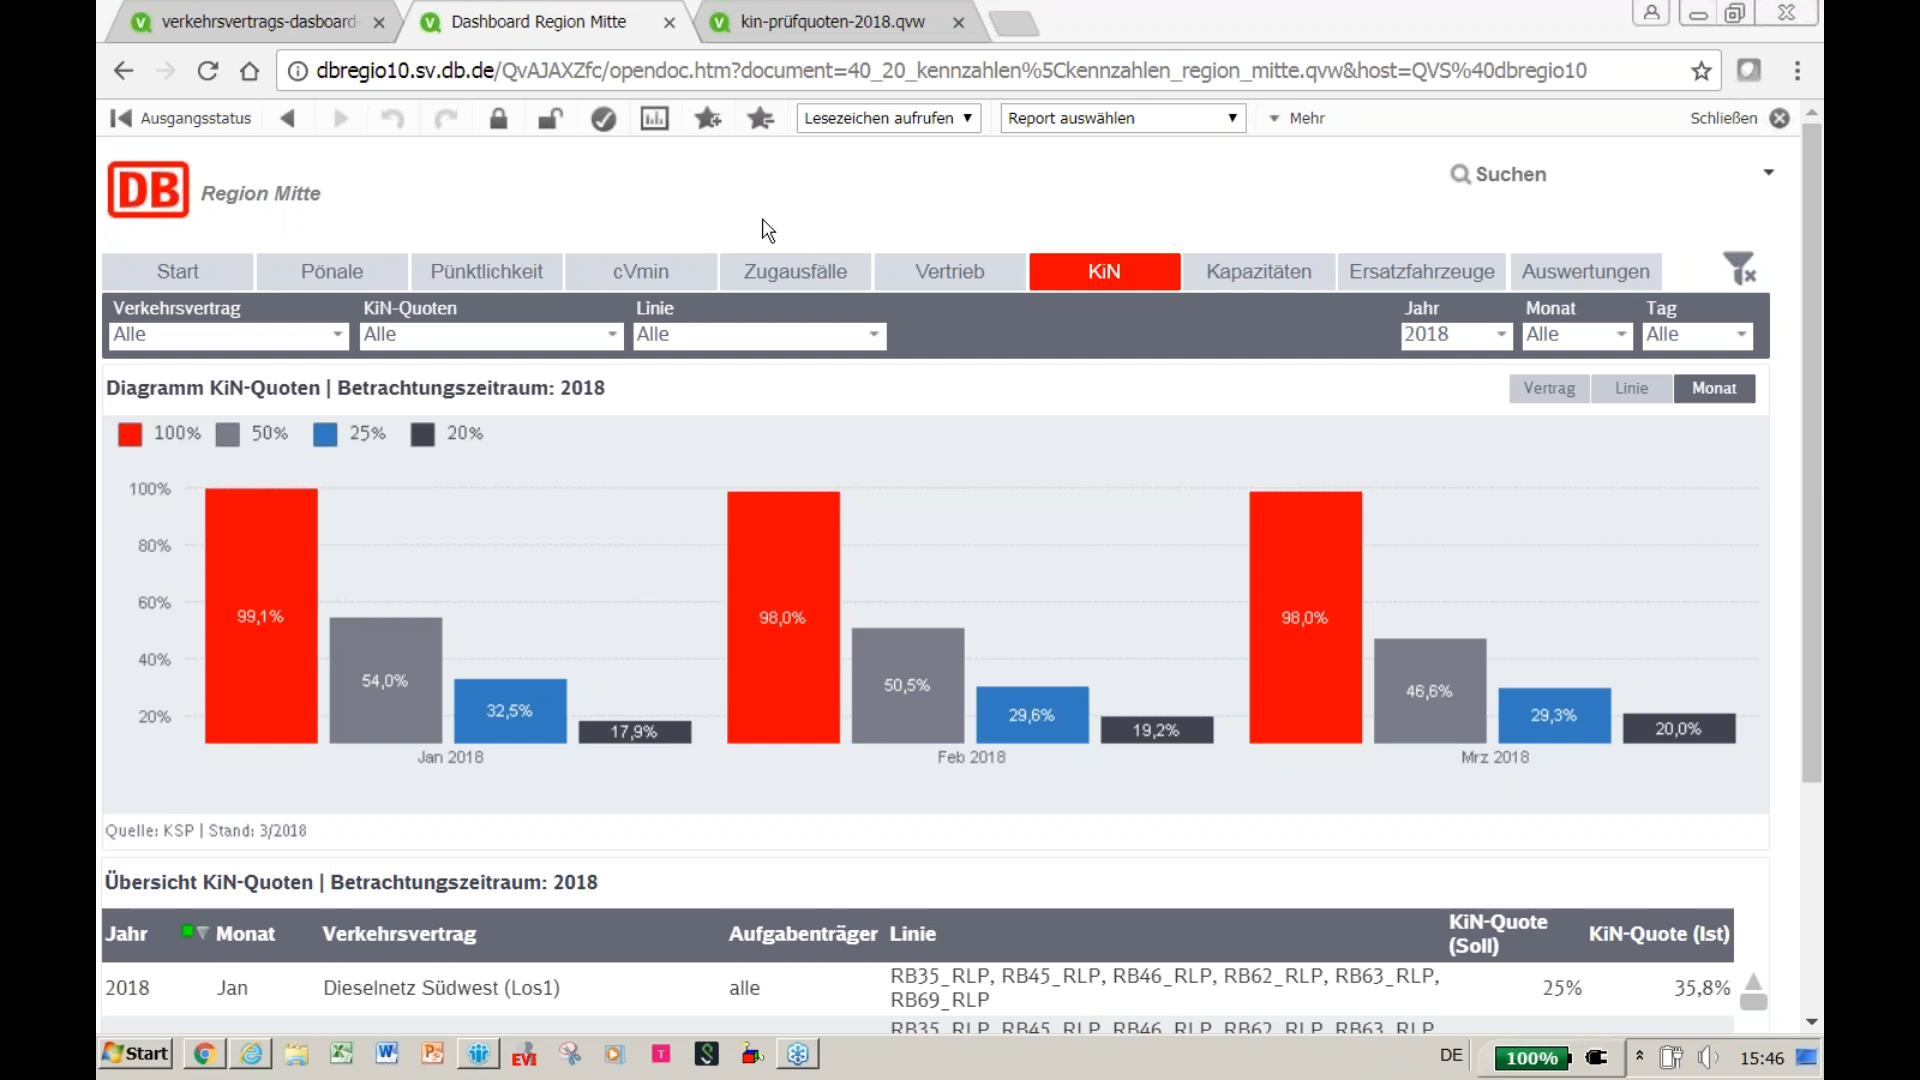 verkehrsvertrags-dasboard
Dashboard Region Mitte
kin-prüfquoten-2018.qvw
dbregio10.sv.db.de/QvAJAXZfc/opendoc.htm?document=40_20_kennzahlen%5Ckennzahlen_region_mitte.qvw&host=QVS%40dbregio10
Ausgangsstatus
Lesezeichen aufrufen
Report auswählen
Mehr
Schließen
DB
Region Mitte
Suchen
Start
Pönale
Pünktlichkeit
cVmin
Zugausfälle
Vertrieb
KiN
Kapazitäten
Ersatzfahrzeuge
Auswertungen
Verkehrsvertrag
KiN-Quoten
Linie
Jahr
Monat
Tag
Alle
Alle
Alle
2018
Alle
Alle
Diagramm KiN-Quoten | Betrachtungszeitraum: 2018
Vertrag
Linie
Monat
100%
50%
25%
20%
100%
80%
60%
40%
20%
99,1%
54,0%
32,5%
17,9%
98,0%
50,5%
29,6%
19,2%
98,0%
46,6%
29,3%
20,0%
Jan 2018
Feb 2018
Mrz 2018
Quelle: KSP | Stand: 3/2018
Übersicht KiN-Quoten | Betrachtungszeitraum: 2018
Jahr
Monat
Verkehrsvertrag
Aufgabenträger
Linie
KiN-Quote
(Soll)
KiN-Quote (Ist)
2018
Jan
Dieselnetz Südwest (Los1)
alle
RB35_RLP, RB45_RLP, RB46_RLP, RB62_RLP, RB63_RLP,
RB69_RLP
25%
35,8%
RB35_RLP, RB45_RLP, RB46_RLP, RB62_RLP, RB63_RLP
Start
EVI
DE
100%
15:46